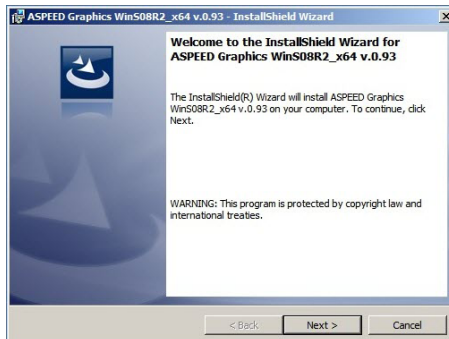 ASPEED Graphics WinS08R2_x64 v.0.93 - InstallShield Wizard
Welcome to the InstallShield Wizard for
ASPEED Graphics WinS08R2_x64 v.0.93
The InstallShield(R) Wizard will install ASPEED Graphics
WinS08R2_x64 v.0.93 on your computer. To continue, click
Next.
WARNING: This program is protected by copyright law and
international treaties.
< Back Next > Cancel